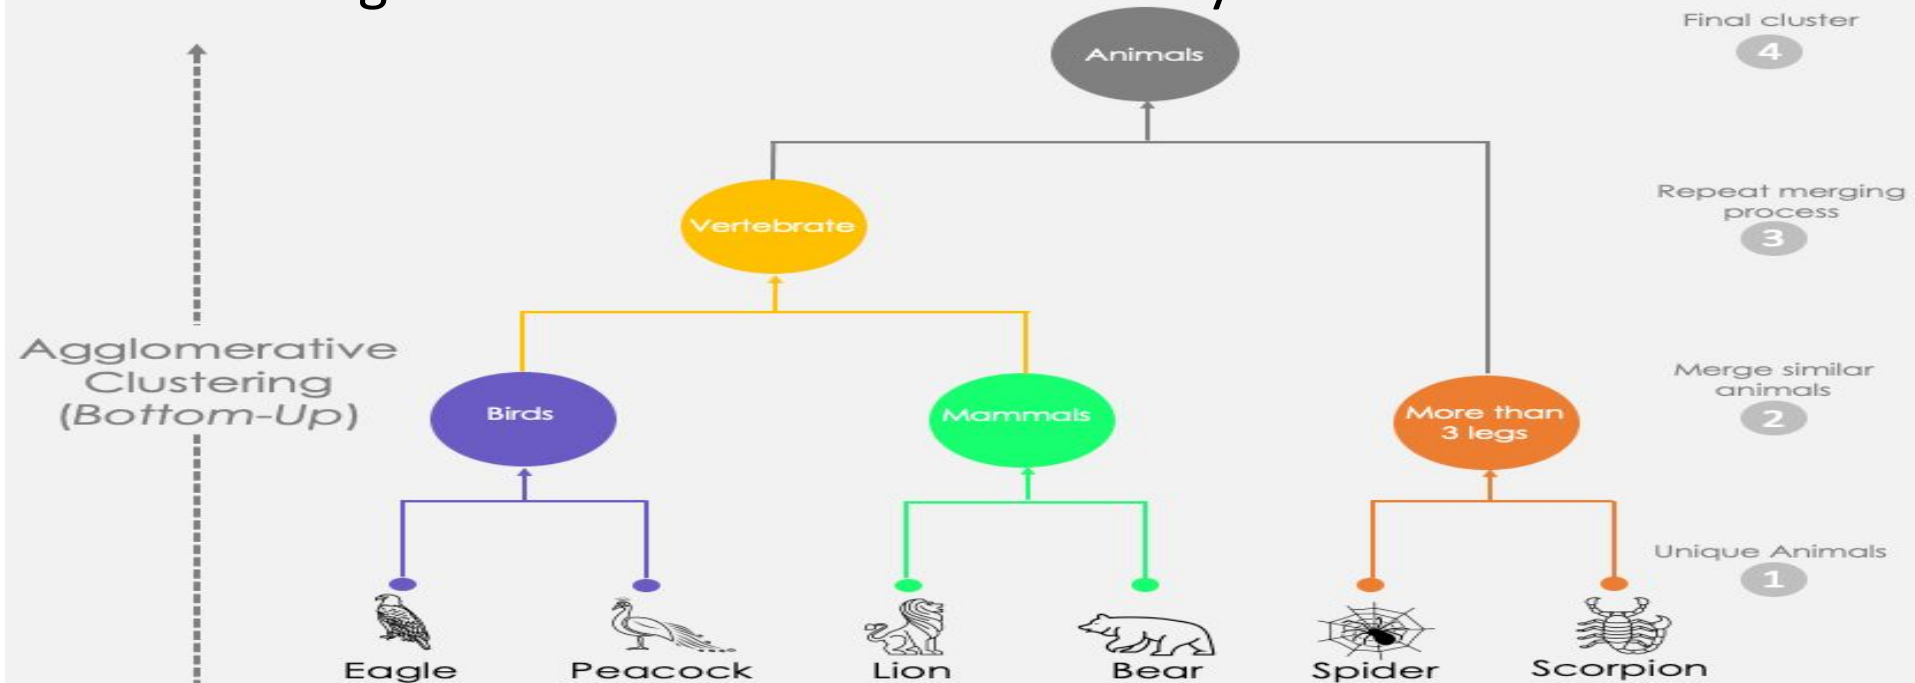 Final cluster
4
Animals
Repeat merging
process
3
Vertebrate
Agglomerative
Clustering
(Bottom-Up)
Merge similar
animals
2
Birds
Mammals
More than
3 legs
Unique Animals
1
Eagle
Peacock
Lion
Bear
Spider
Scorpion